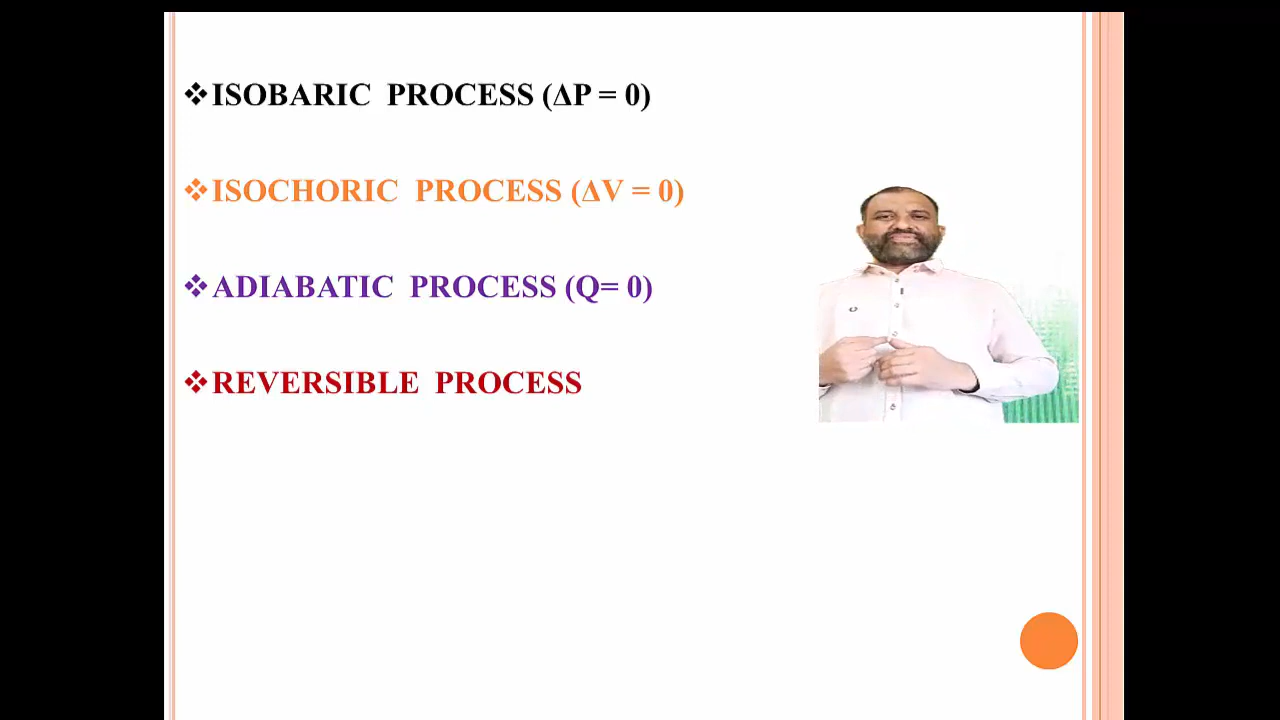 ❖ISOBARIC PROCESS (ΔP = 0)
❖ISOCHORIC PROCESS (ΔV = 0)
❖ADIABATIC PROCESS (Q= 0)
❖REVERSIBLE PROCESS